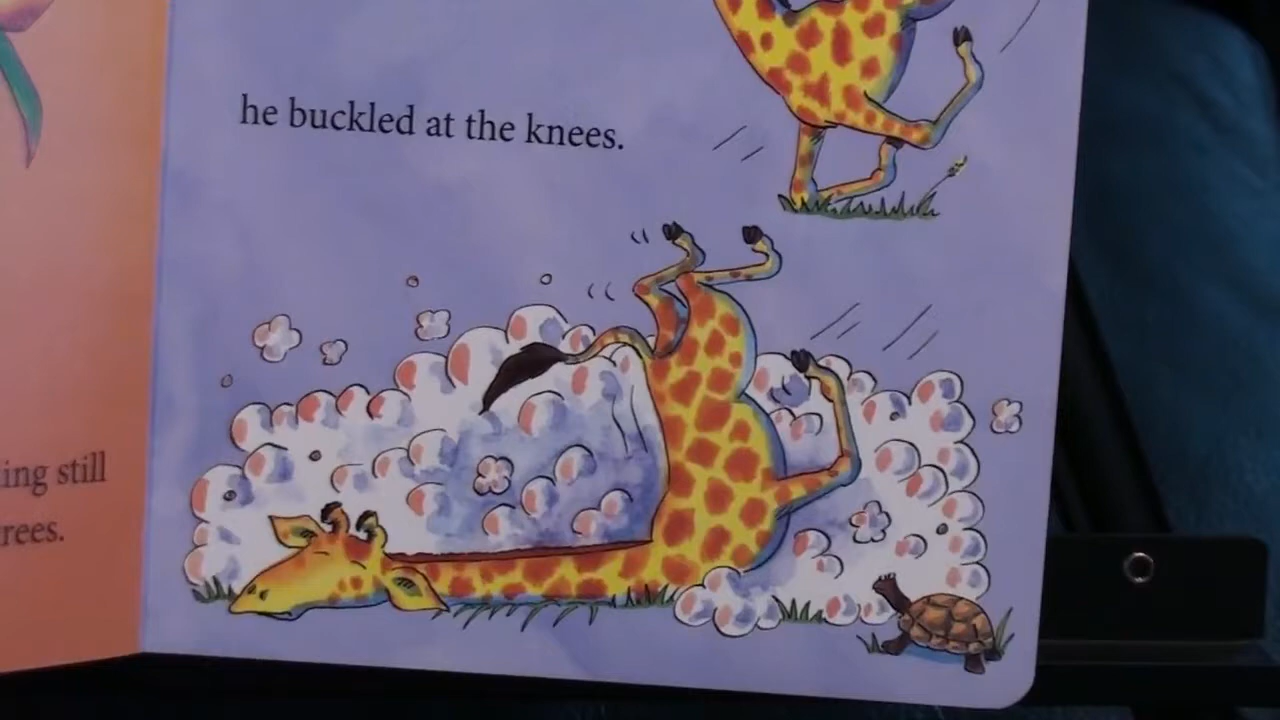 he buckled at the knees.
ing still
rees.